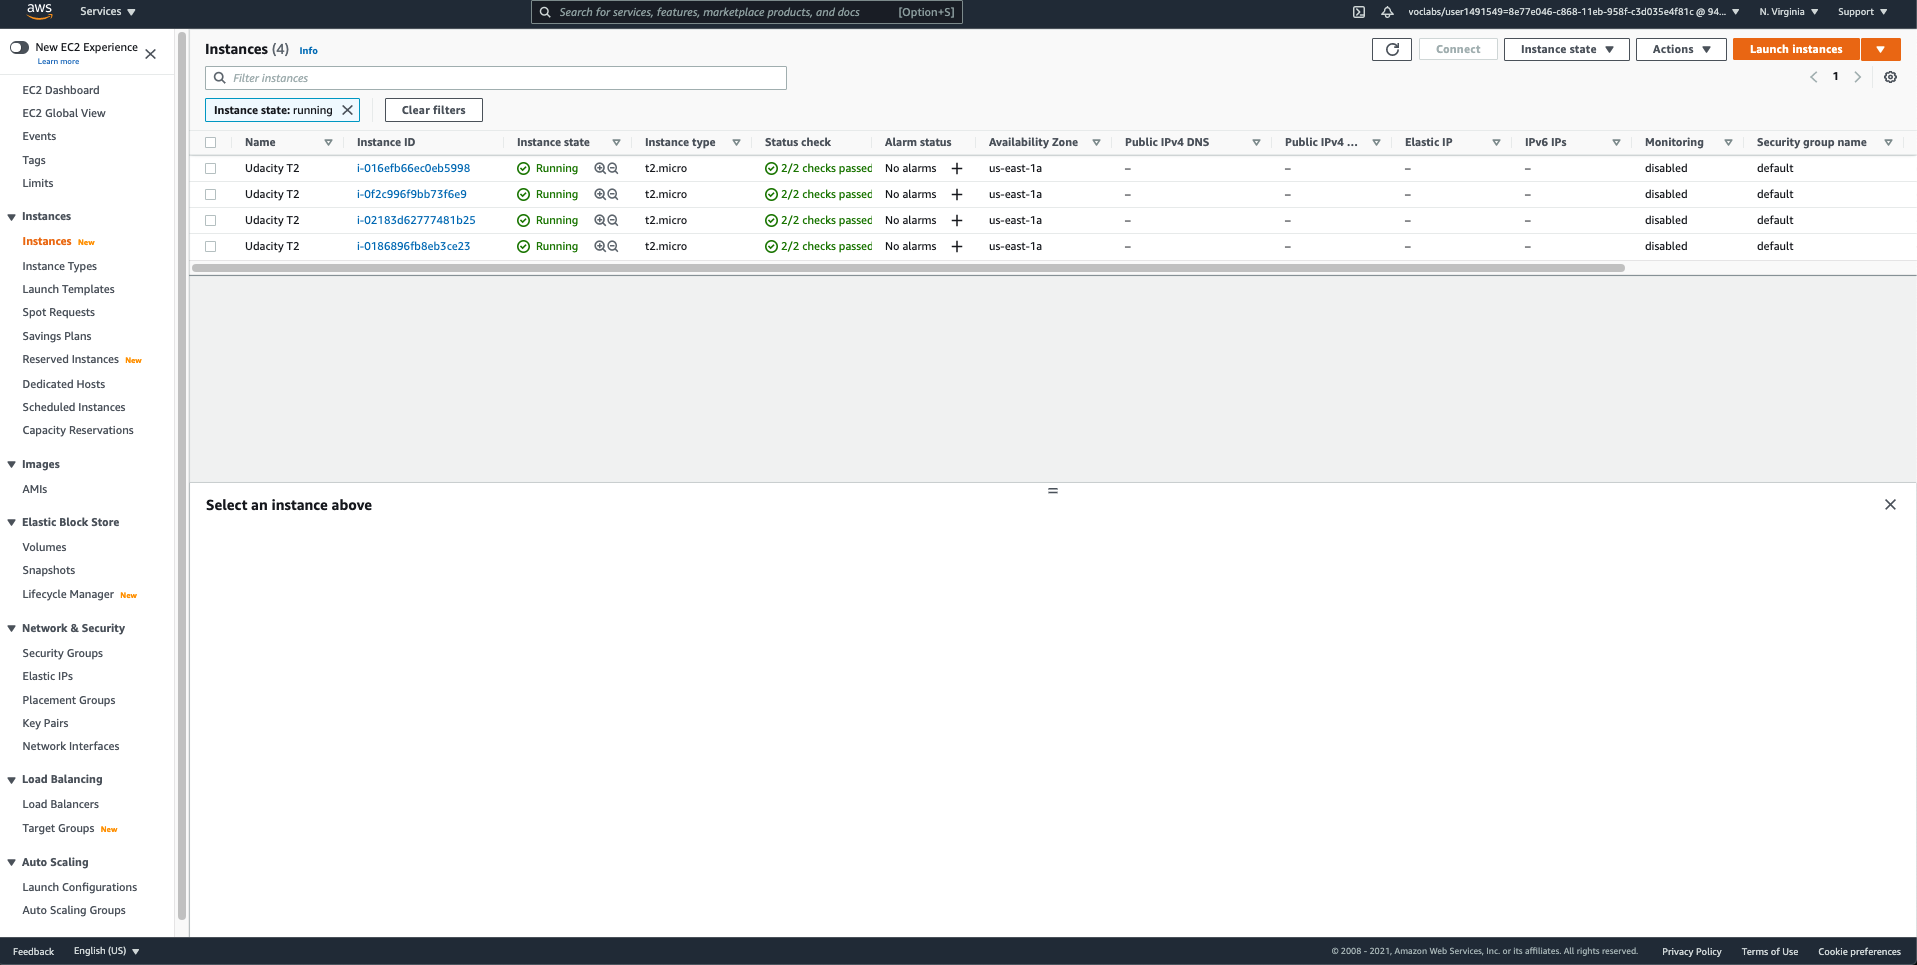 aws
Services
Search for services, features, marketplace products, and docs [Option+S]
voclabs/user1491549=8e77e046-c868-11eb-958f-c3d035e4f81c @ 94...
N. Virginia
Support
New EC2 Experience
Learn more
EC2 Dashboard
EC2 Global View
Events
Tags
Limits
Instances
Instances New
Instance Types
Launch Templates
Spot Requests
Savings Plans
Reserved Instances New
Dedicated Hosts
Scheduled Instances
Capacity Reservations
Images
AMIs
Elastic Block Store
Volumes
Snapshots
Lifecycle Manager New
Network & Security
Security Groups
Elastic IPs
Placement Groups
Key Pairs
Network Interfaces
Load Balancing
Load Balancers
Target Groups New
Auto Scaling
Launch Configurations
Auto Scaling Groups
Instances (4) Info
Connect
Instance state
Actions
Launch instances
Filter instances
1
Instance state: running
Clear filters
Name Instance ID Instance state Instance type Status check Alarm status Availability Zone Public IPv4 DNS Public IPv4 ... Elastic IP IPv6 IPs Monitoring Security group name
Udacity T2 i-016efb66ec0eb5998 Running t2.micro 2/2 checks passed No alarms + us-east-1a – – – – disabled default
Udacity T2 i-0f2c996f9bb73f6e9 Running t2.micro 2/2 checks passed No alarms + us-east-1a – – – – disabled default
Udacity T2 i-02183d62777481b25 Running t2.micro 2/2 checks passed No alarms + us-east-1a – – – – disabled default
Udacity T2 i-0186896fb8eb3ce23 Running t2.micro 2/2 checks passed No alarms + us-east-1a – – – – disabled default
Select an instance above
Feedback
English (US)
© 2008 - 2021, Amazon Web Services, Inc. or its affiliates. All rights reserved.
Privacy Policy
Terms of Use
Cookie preferences